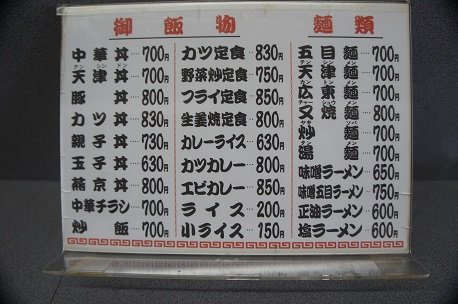 御飯物
中華丼…700円
天津丼…700円
豚丼…800円
カツ丼…830円
親子丼…730円
玉子丼…630円
燕京丼…800円
中華チラシ…700円
炒飯…700円
カツ定食…830円
野菜炒定食…750円
フライ定食…850円
生姜焼定食…800円
カレーライス…630円
カツカレー…800円
エビカレー…850円
ライス…200円
小ライス…150円
麺類
五目麺…700円
天津麺…700円
広東麺…700円
叉焼麺…800円
炒麺…700円
湯麺…700円
味噌ラーメン…650円
味噌五目ラーメン…750円
正油ラーメン…600円
塩ラーメン…600円